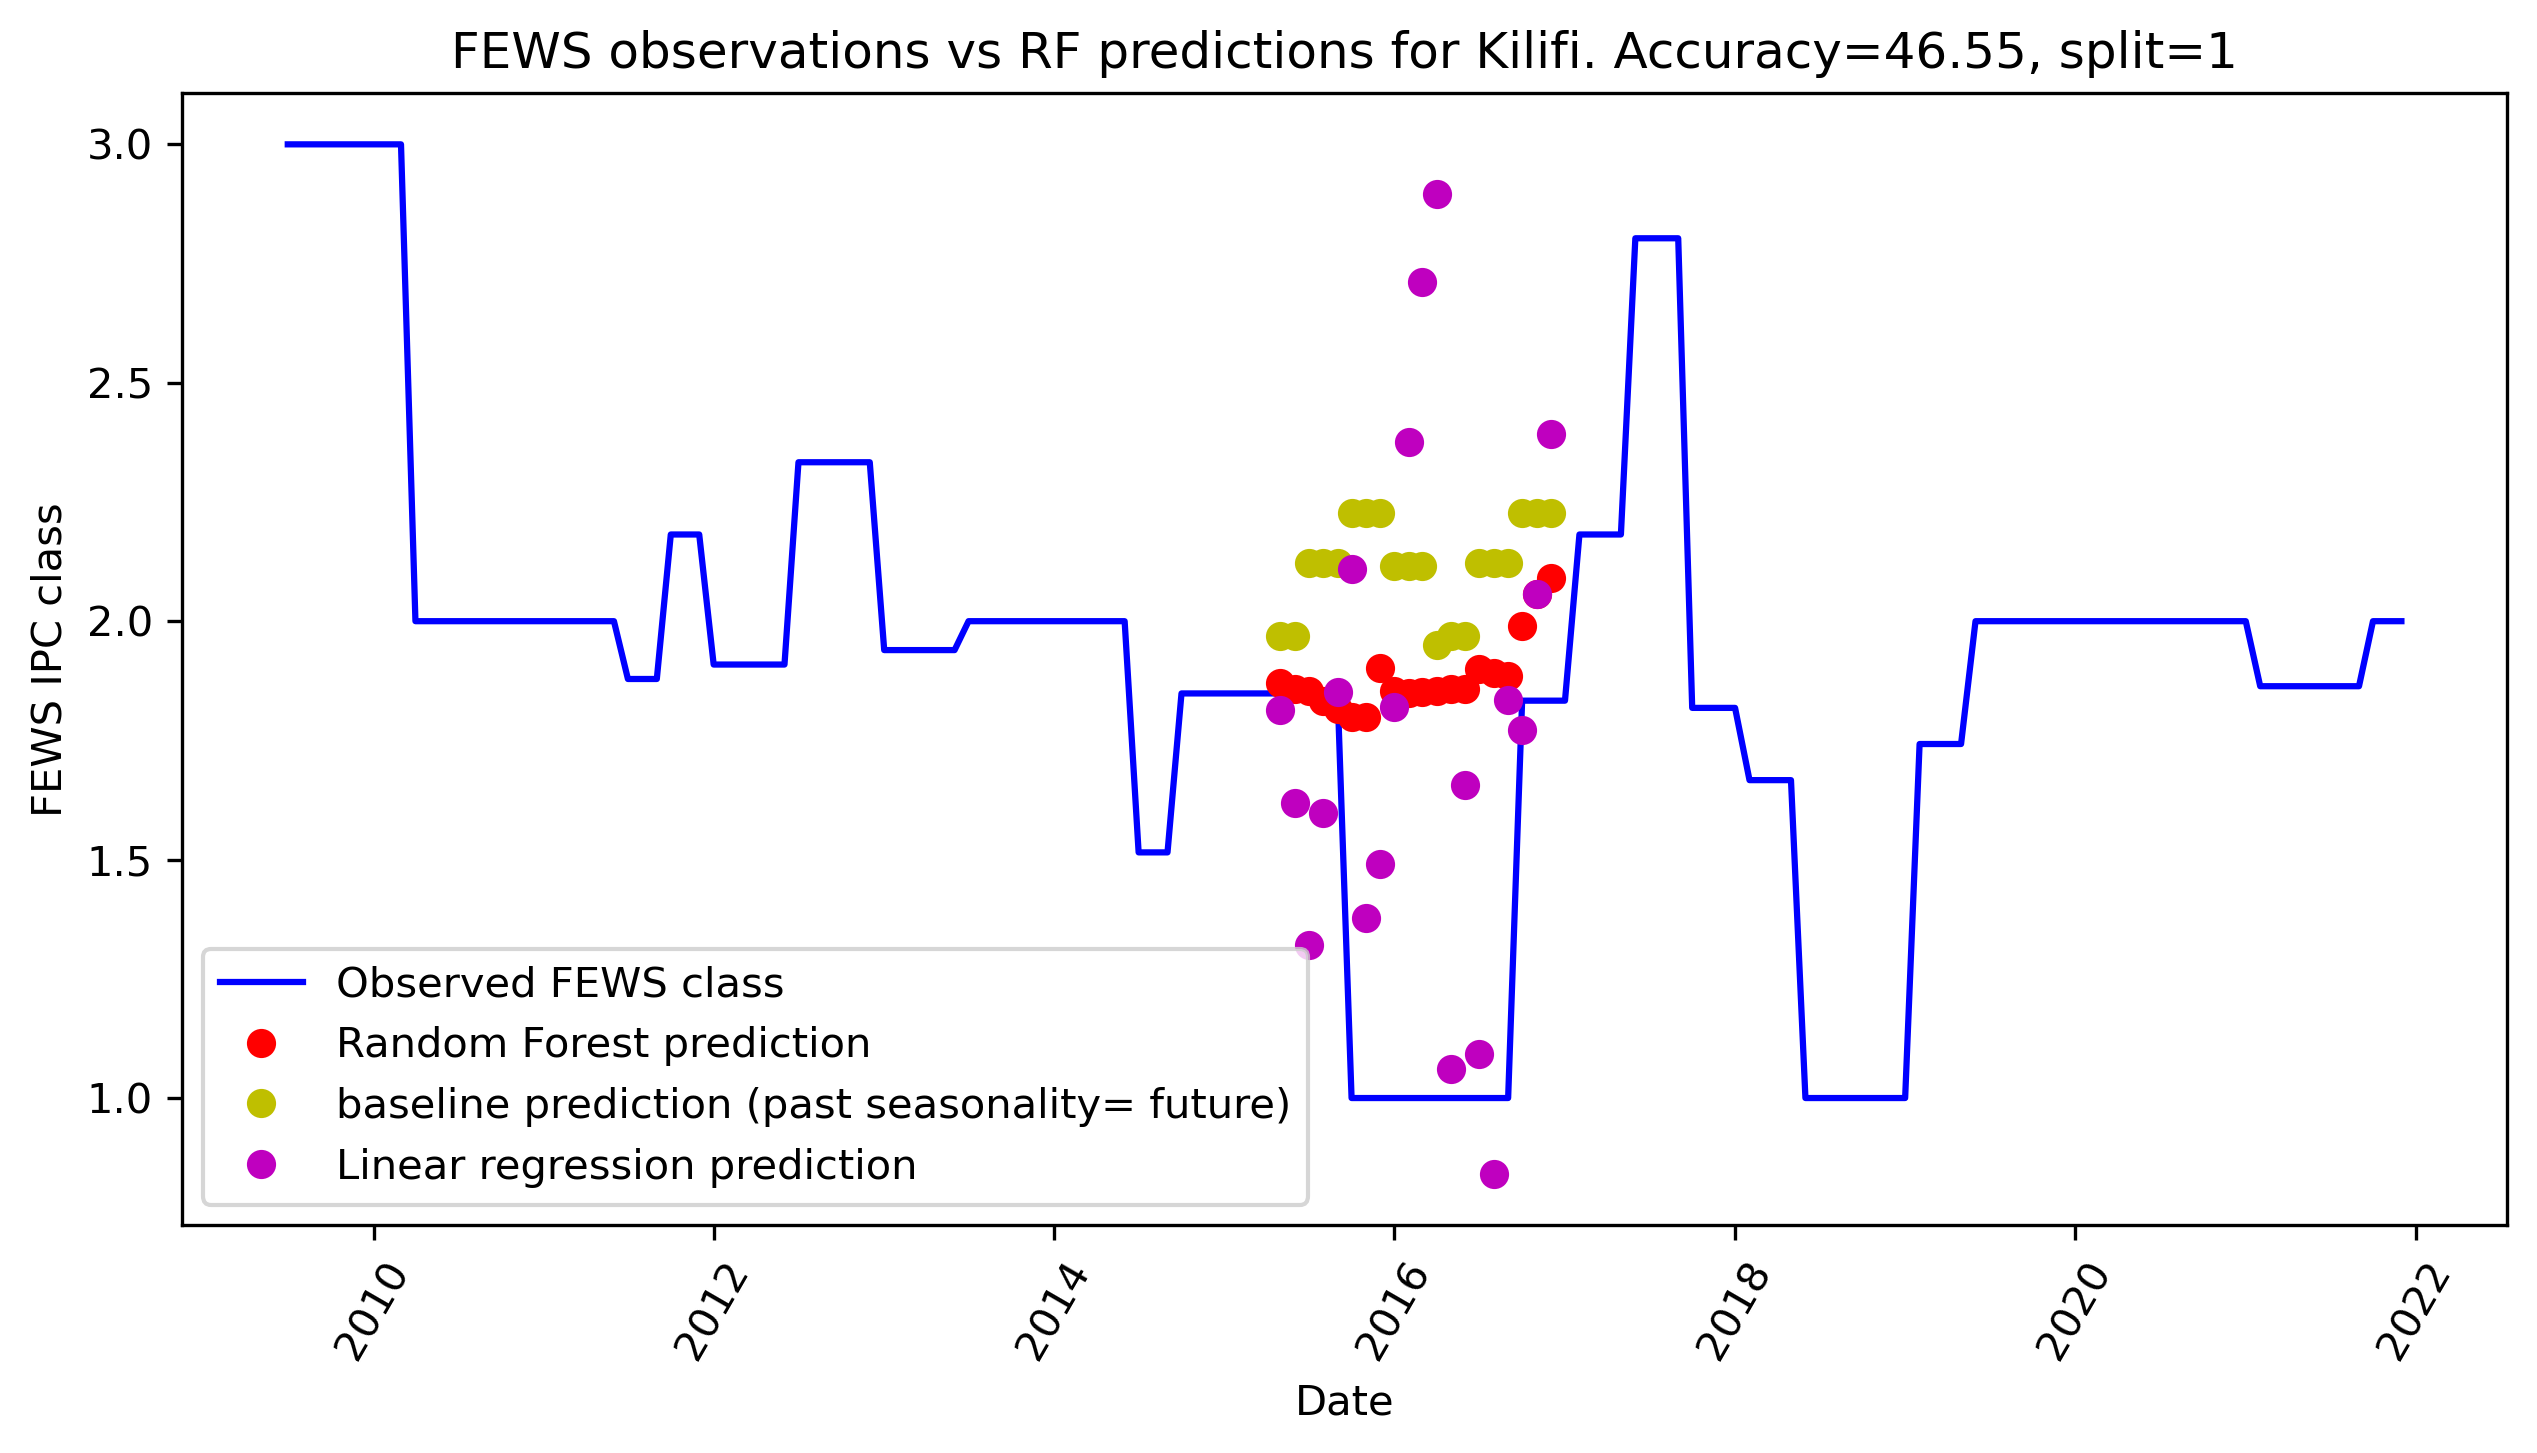 FEWS observations vs RF predictions for Kilifi. Accuracy=46.55, split=1
FEWS IPC class
3.0
2.5
2.0
1.5
1.0
Observed FEWS class
Random Forest prediction
baseline prediction (past seasonality= future)
Linear regression prediction
2010
2012
2014
2016
2018
2020
2022
Date